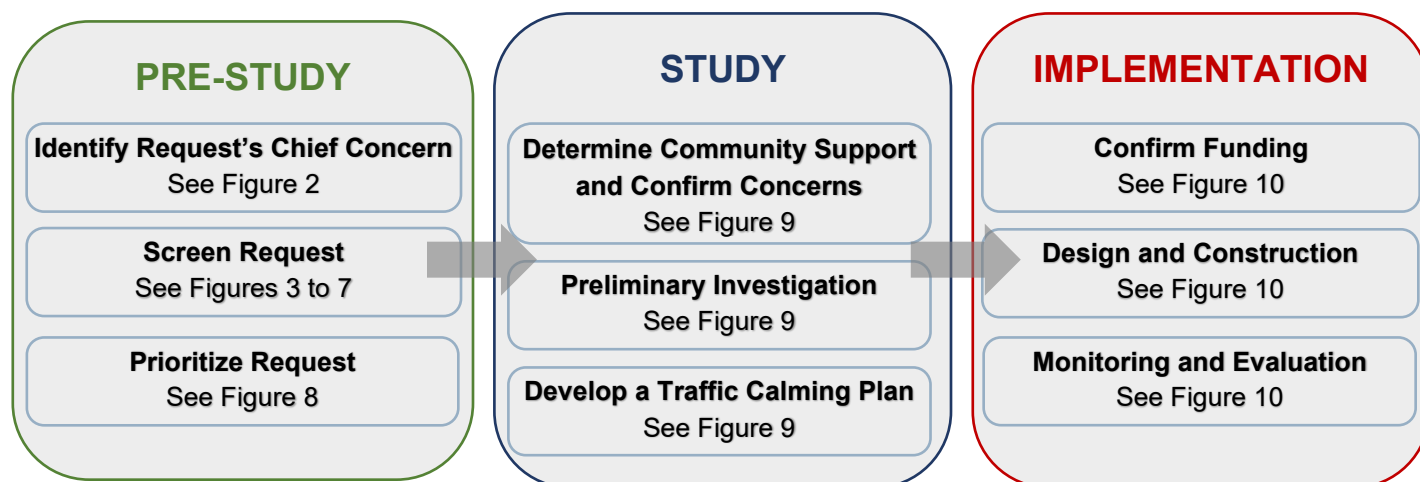 PRE-STUDY
Identify Request’s Chief Concern
See Figure 2
Screen Request
See Figures 3 to 7
Prioritize Request
See Figure 8
STUDY
Determine Community Support
and Confirm Concerns
See Figure 9
Preliminary Investigation
See Figure 9
Develop a Traffic Calming Plan
See Figure 9
IMPLEMENTATION
Confirm Funding
See Figure 10
Design and Construction
See Figure 10
Monitoring and Evaluation
See Figure 10